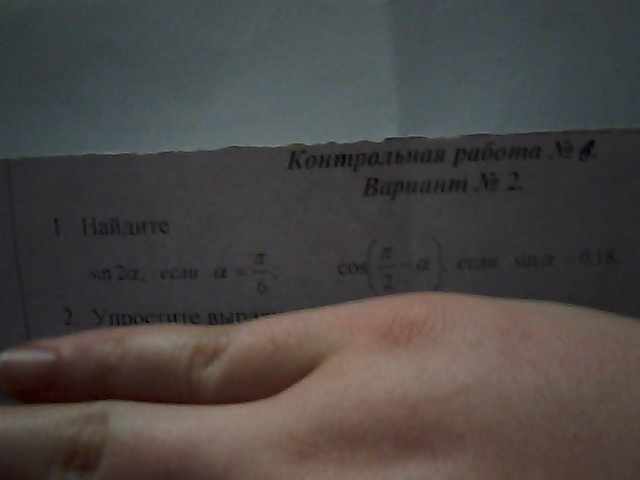 Контрольная работа № 6.
Вариант № 2.
1. Найдите
sin 2α, если α = π/6, cos(π/2 − α), если sin α = 0,18.
2. Упростите